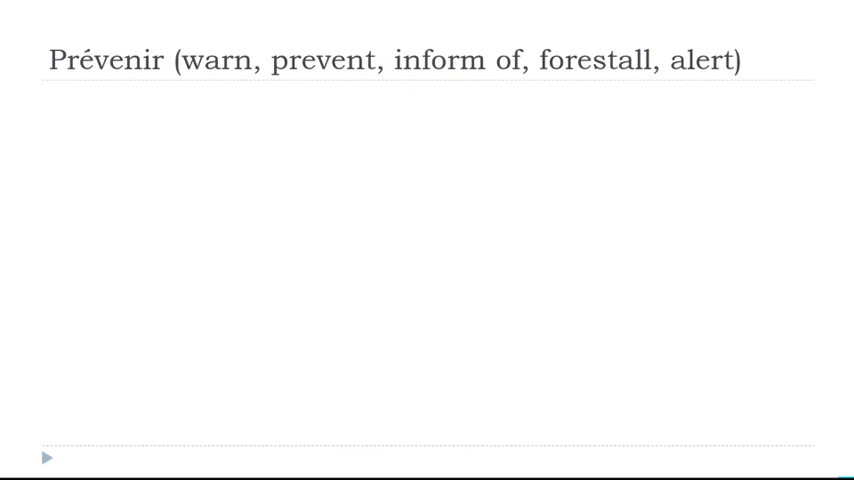 Prévenir (warn, prevent, inform of, forestall, alert)